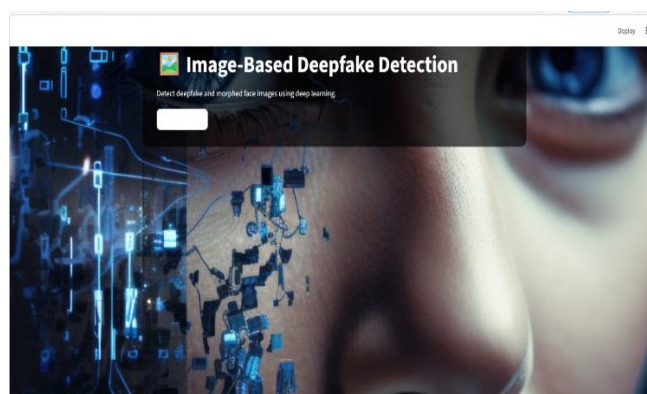 Deploy
Image-Based Deepfake Detection
Detect deepfake and morphed face images using deep learning.